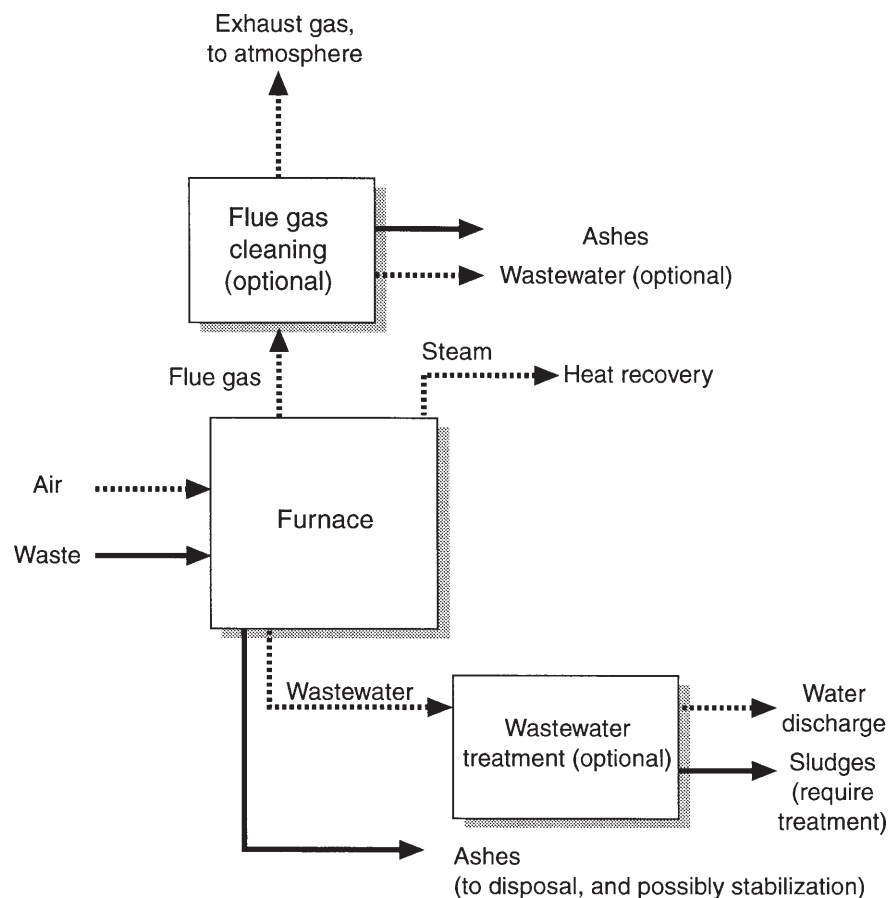 Exhaust gas,
to atmosphere
Flue gas
cleaning
(optional)
Ashes
Wastewater (optional)
Steam
Flue gas
Heat recovery
Air
Furnace
Waste
Wastewater
Water
discharge
Wastewater
treatment (optional)
Sludges
(require
treatment)
Ashes
(to disposal, and possibly stabilization)